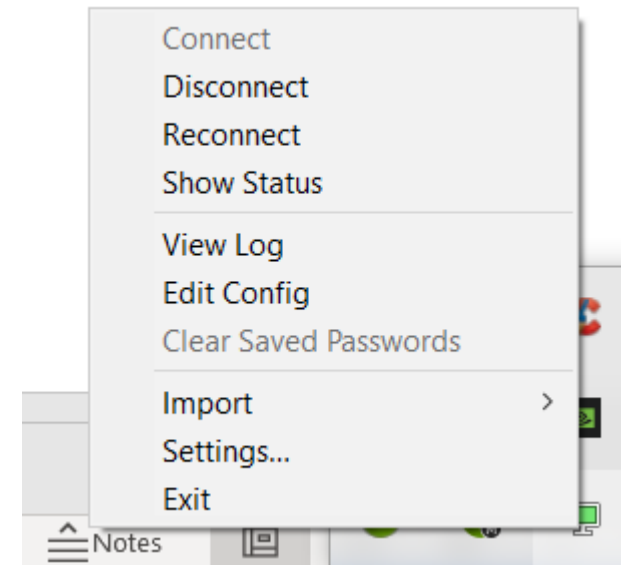 Connect
Disconnect
Reconnect
Show Status
View Log
Edit Config
Clear Saved Passwords
Import
Settings...
Exit
Notes